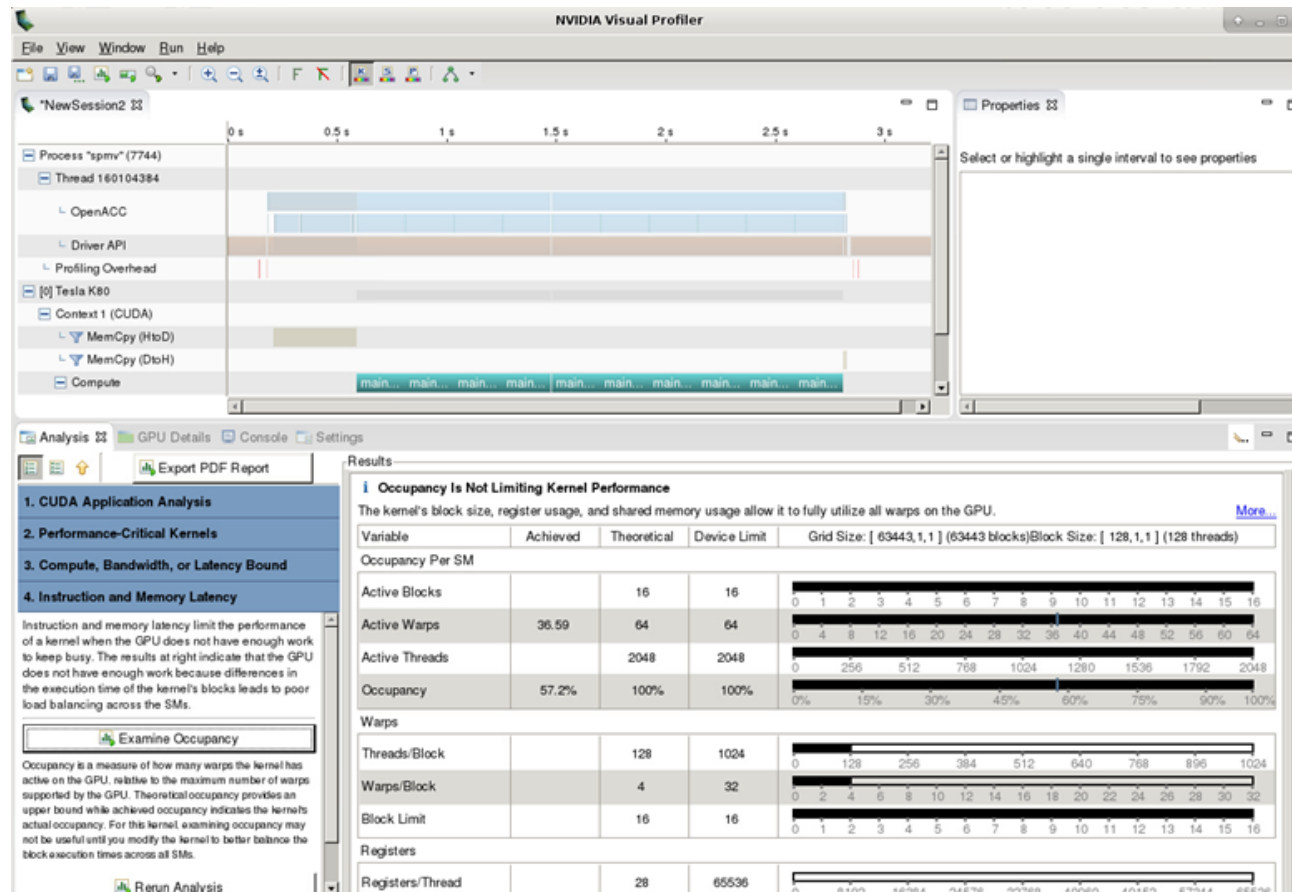 NVIDIA Visual Profiler
File View Window Run Help
*NewSession2
Properties
0 s 0.5 s 1 s 1.5 s 2 s 2.5 s 3 s
Process "spmv" (7744)
Select or highlight a single interval to see properties
Thread 160104384
OpenACC
Driver API
Profiling Overhead
[0] Tesla K80
Context 1 (CUDA)
MemCpy (HtoD)
MemCpy (DtoH)
Compute
main... main... main... main... main... main... main... main... main... main...
Analysis GPU Details Console Settings
Export PDF Report
Results
1. CUDA Application Analysis
2. Performance-Critical Kernels
3. Compute, Bandwidth, or Latency Bound
4. Instruction and Memory Latency
Instruction and memory latency limit the performance
of a kernel when the GPU does not have enough work
to keep busy. The results at right indicate that the GPU
does not have enough work because differences in
the execution time of the kernel's blocks leads to poor
load balancing across the SMs.
Examine Occupancy
Occupancy is a measure of how many warps the kernel has
active on the GPU, relative to the maximum number of warps
supported by the GPU. Theoretical occupancy provides an
upper bound while achieved occupancy indicates the kernel's
actual occupancy. For this kernel, examining occupancy may
not be useful until you modify the kernel to better balance the
block execution times across all SMs.
Rerun Analysis
i Occupancy Is Not Limiting Kernel Performance
The kernel's block size, register usage, and shared memory usage allow it to fully utilize all warps on the GPU. More...
Variable Achieved Theoretical Device Limit Grid Size: [ 63443,1,1 ] (63443 blocks)Block Size: [ 128,1,1 ] (128 threads)
Occupancy Per SM
Active Blocks 16 16
0 1 2 3 4 5 6 7 8 9 10 11 12 13 14 15 16
Active Warps 36.59 64 64
0 4 8 12 16 20 24 28 32 36 40 44 48 52 56 60 64
Active Threads 2048 2048
0 256 512 768 1024 1280 1536 1792 2048
Occupancy 57.2% 100% 100%
0% 15% 30% 45% 60% 75% 90% 100%
Warps
Threads/Block 128 1024
0 128 256 384 512 640 768 896 1024
Warps/Block 4 32
0 2 4 6 8 10 12 14 16 18 20 22 24 26 28 30 32
Block Limit 16 16
0 1 2 3 4 5 6 7 8 9 10 11 12 13 14 15 16
Registers
Registers/Thread 28 65536